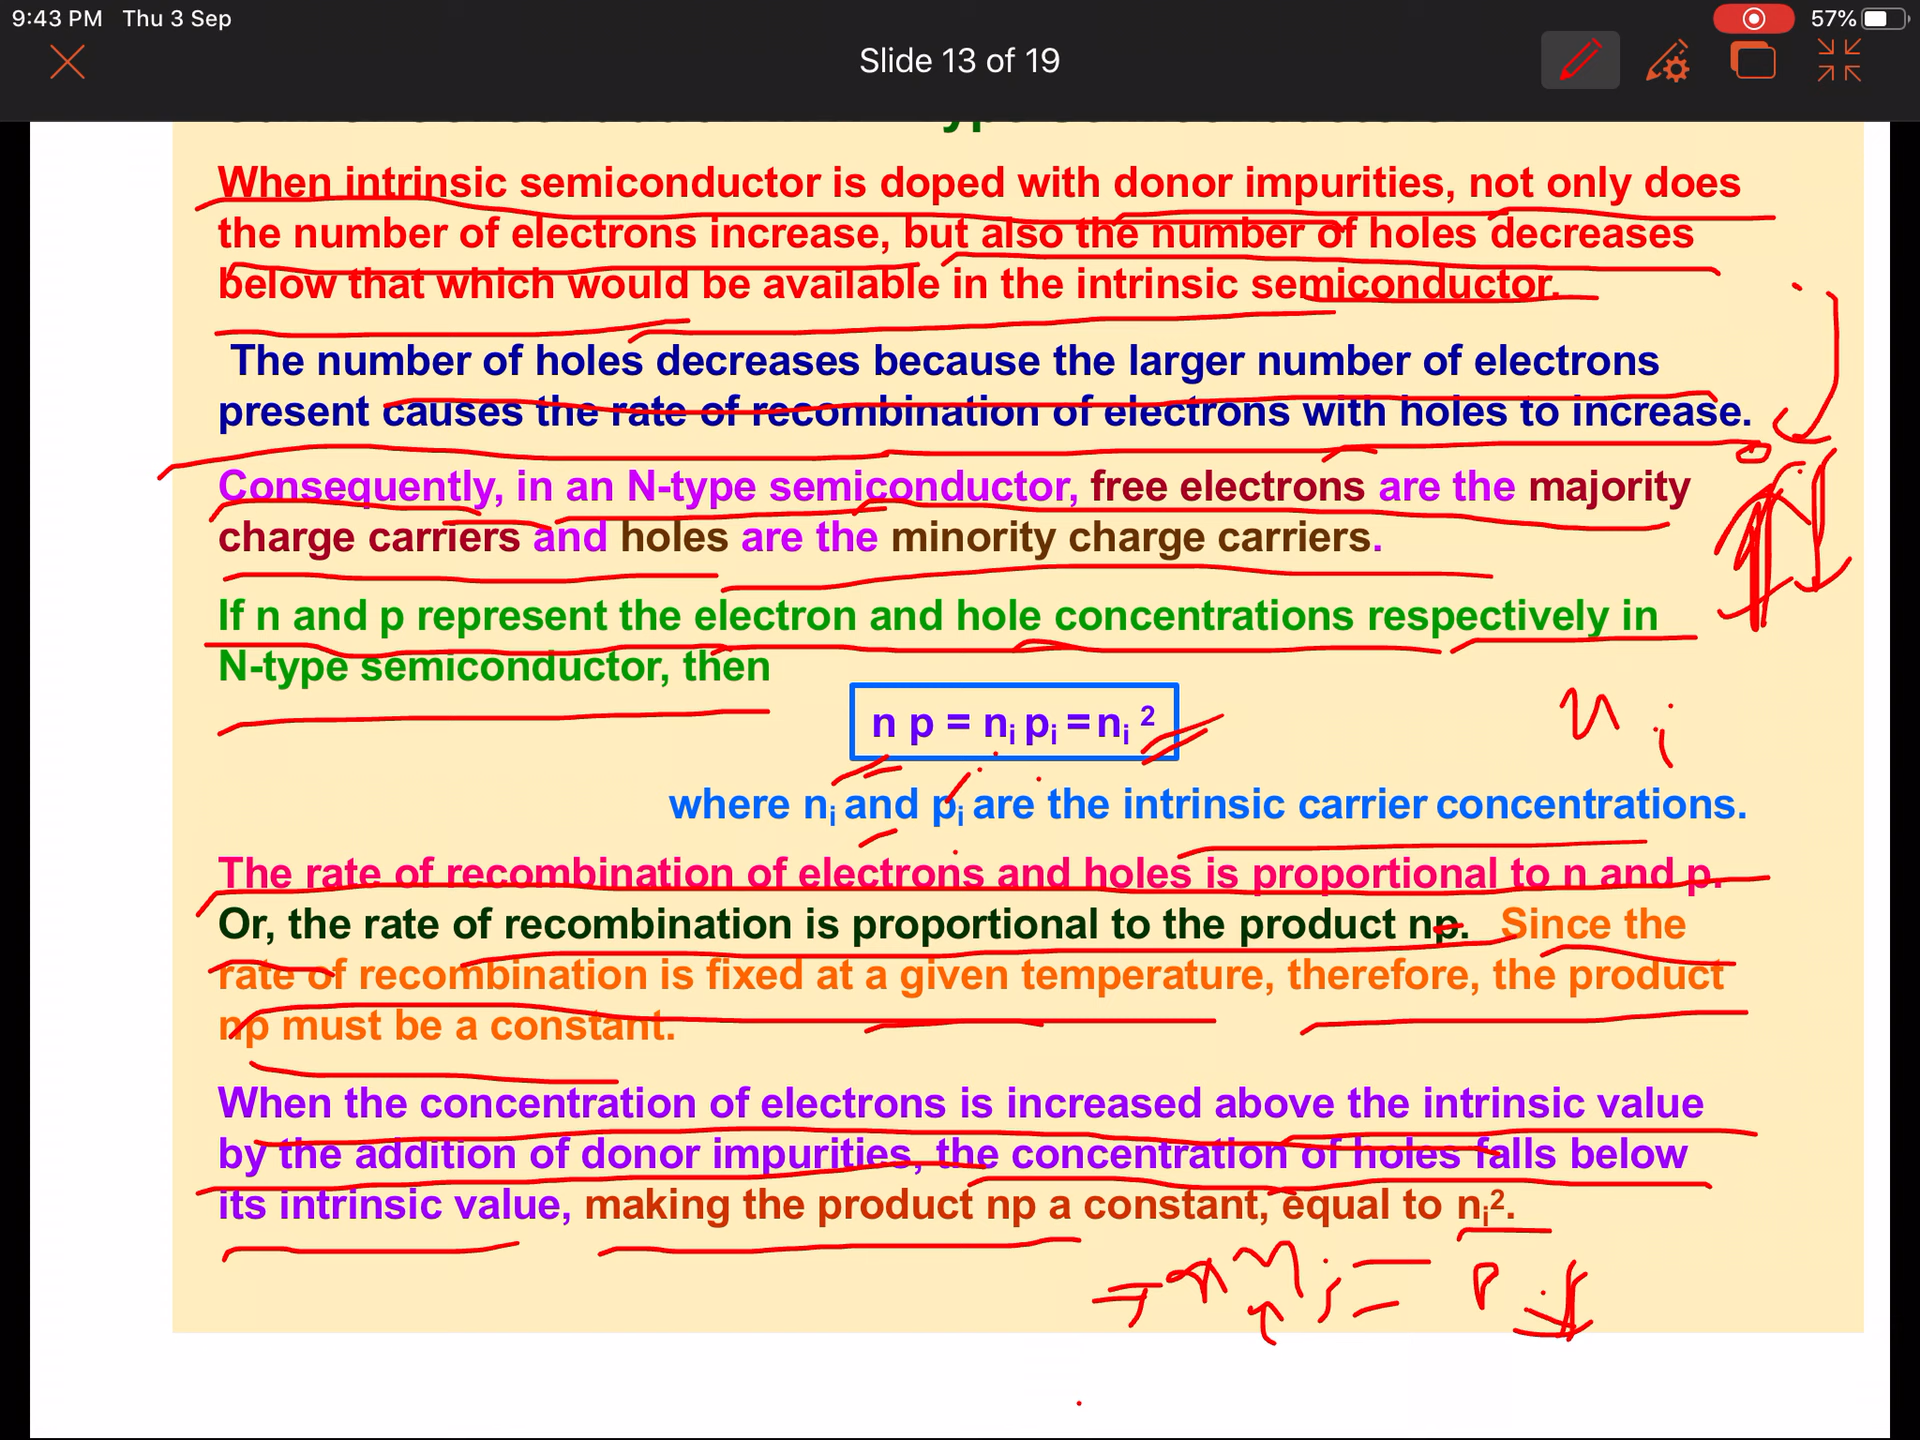 9:43 PM Thu 3 Sep
57%
Slide 13 of 19
When intrinsic semiconductor is doped with donor impurities, not only does
the number of electrons increase, but also the number of holes decreases
below that which would be available in the intrinsic semiconductor.
The number of holes decreases because the larger number of electrons
present causes the rate of recombination of electrons with holes to increase.
Consequently, in an N-type semiconductor, free electrons are the majority
charge carriers and holes are the minority charge carriers.
If n and p represent the electron and hole concentrations respectively in
N-type semiconductor, then
n p = nᵢ pᵢ = nᵢ ²
n i
where nᵢ and pᵢ are the intrinsic carrier concentrations.
The rate of recombination of electrons and holes is proportional to n and p.
Or, the rate of recombination is proportional to the product np. Since the
rate of recombination is fixed at a given temperature, therefore, the product
np must be a constant.
When the concentration of electrons is increased above the intrinsic value
by the addition of donor impurities, the concentration of holes falls below
its intrinsic value, making the product np a constant, equal to nᵢ².